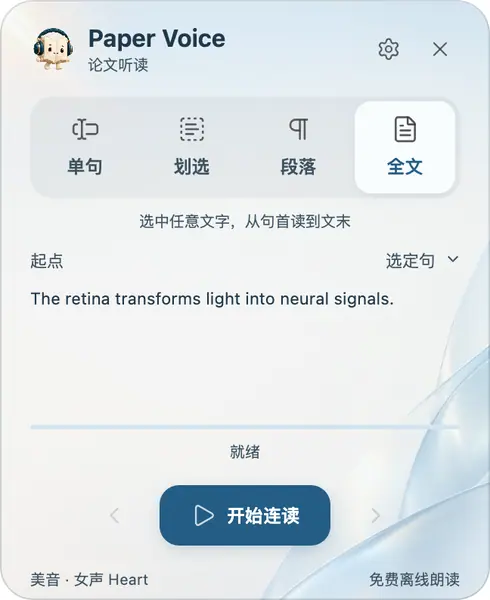 Paper Voice
论文听读
单句
划选
段落
全文
选中任意文字，从句首读到文末
起点
选定句
The retina transforms light into neural signals.
就绪
开始连读
美音 · 女声 Heart
免费离线朗读